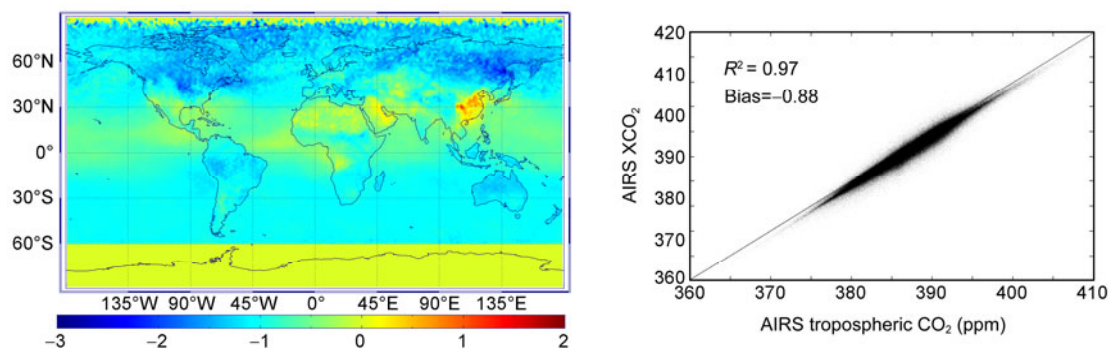 60°N
30°N
0°
30°S
60°S
135°W 90°W 45°W 0° 45°E 90°E 135°E
−3 −2 −1 0 1 2
420
410
400
390
380
370
360
AIRS XCO₂
R² = 0.97
Bias=−0.88
360 370 380 390 400 410
AIRS tropospheric CO₂ (ppm)